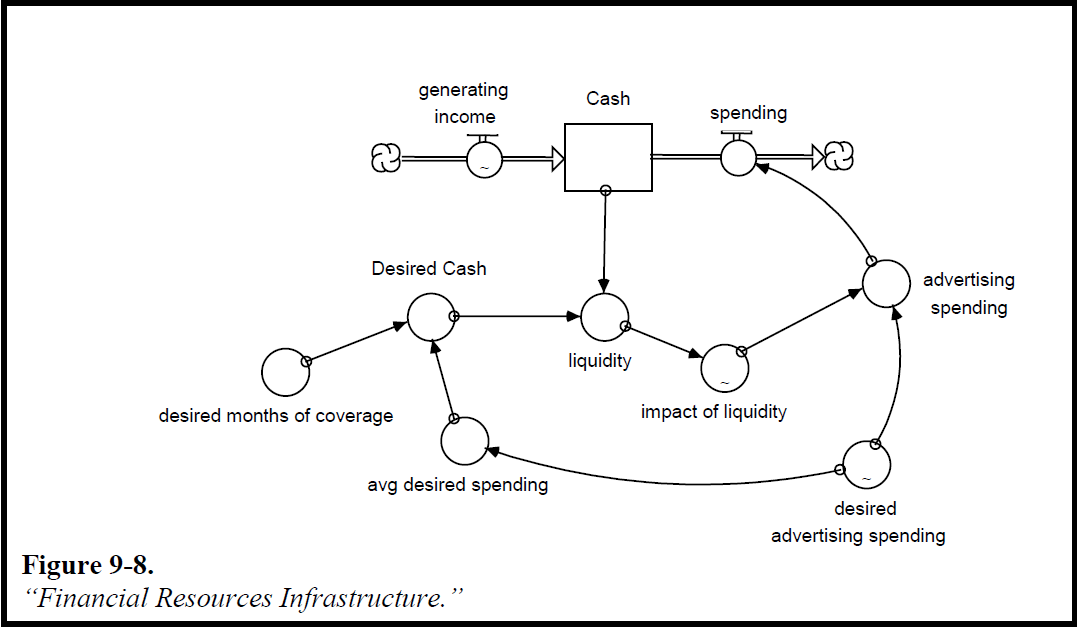 generating
income
Cash
spending
~
Desired Cash
advertising
spending
liquidity
desired months of coverage
~
impact of liquidity
avg desired spending
~
desired
advertising spending
Figure 9-8.
“Financial Resources Infrastructure.”